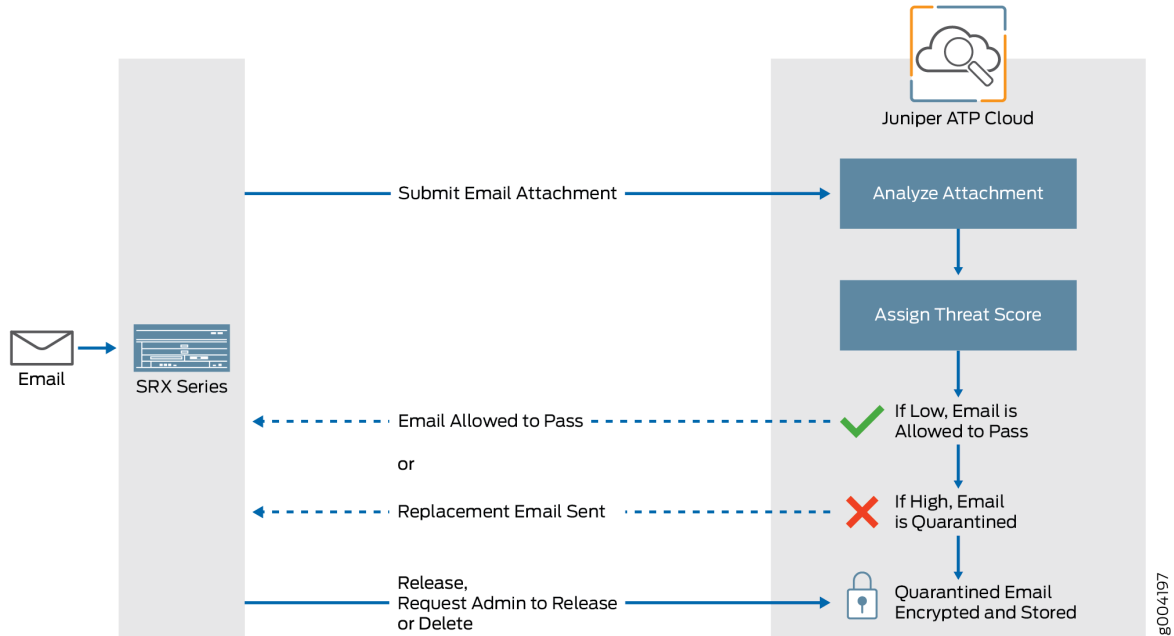 Juniper ATP Cloud
Submit Email Attachment
Analyze Attachment
Assign Threat Score
Email
SRX Series
Email Allowed to Pass
If Low, Email is
Allowed to Pass
or
Replacement Email Sent
If High, Email
is Quarantined
Release,
Request Admin to Release
or Delete
Quarantined Email
Encrypted and Stored
g004197